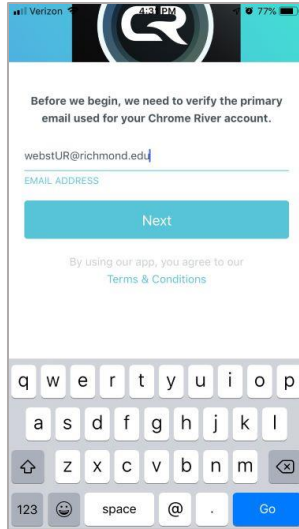 Verizon 4:31 PM 77%
CR
Before we begin, we need to verify the primary
email used for your Chrome River account.
webstUR@richmond.edu
EMAIL ADDRESS
Next
By using our app, you agree to our
Terms & Conditions
q w e r t y u i o p
a s d f g h j k l
z x c v b n m
123 space @ . Go